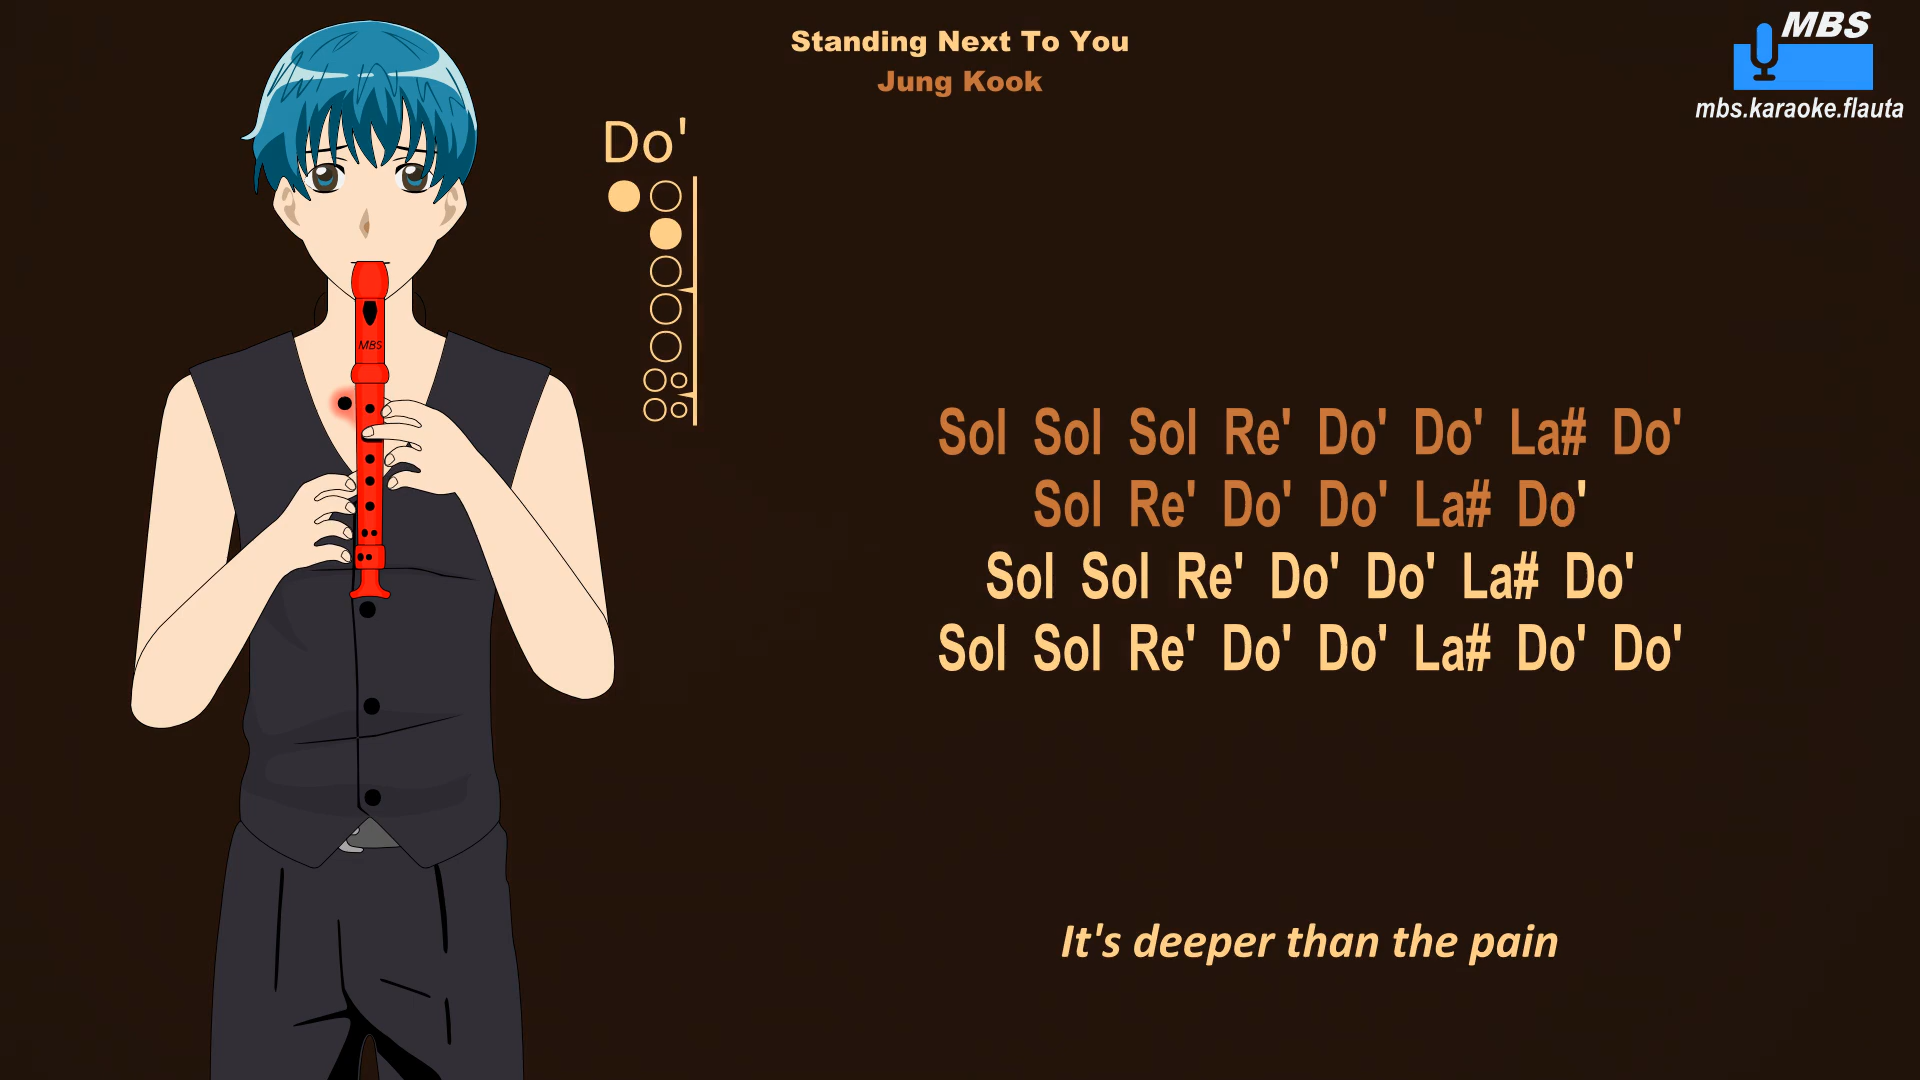 Standing Next To You
Jung Kook
MBS
mbs.karaoke.flauta
Do'
MBS
Sol Sol Sol Re' Do' Do' La# Do'
Sol Re' Do' Do' La# Do'
Sol Sol Re' Do' Do' La# Do'
Sol Sol Re' Do' Do' La# Do' Do'
It's deeper than the pain